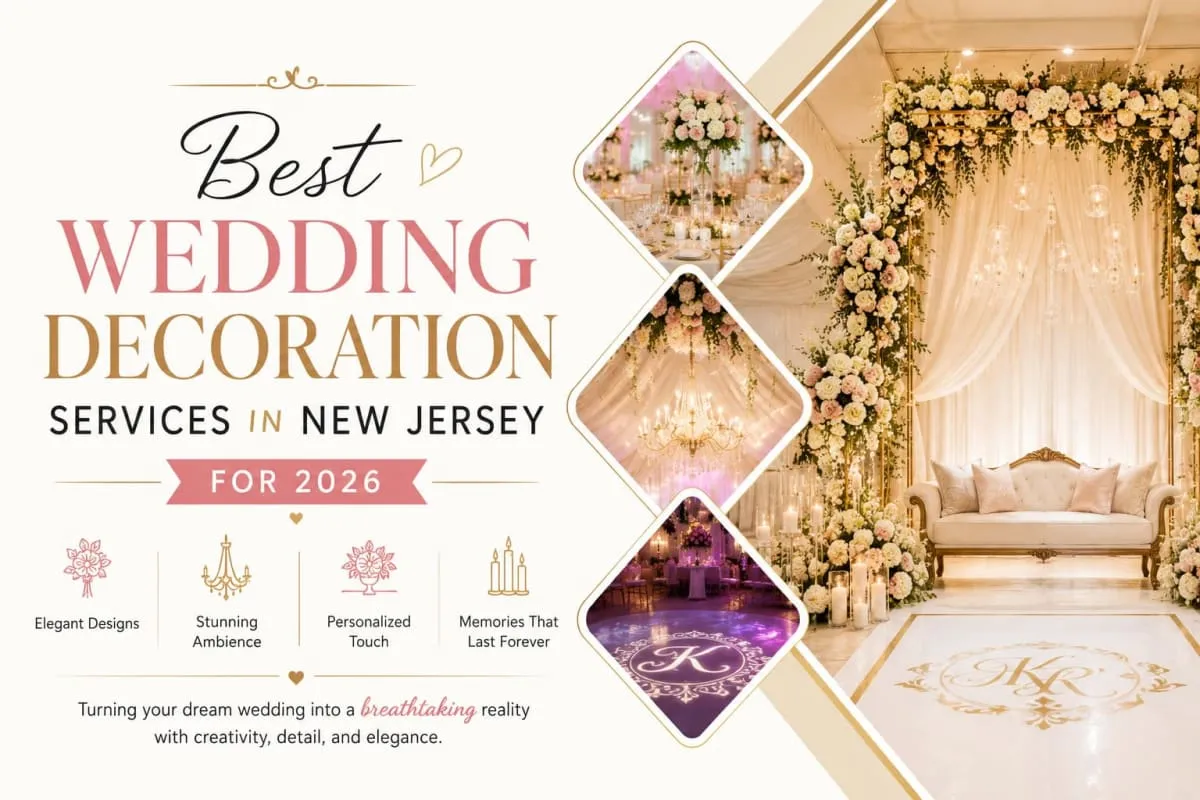 Best
WEDDING
DECORATION
SERVICES IN NEW JERSEY
FOR 2026
Elegant Designs
Stunning
Ambience
Personalized
Touch
Memories That
Last Forever
Turning your dream wedding into a breathtaking reality
with creativity, detail, and elegance.
K
KR